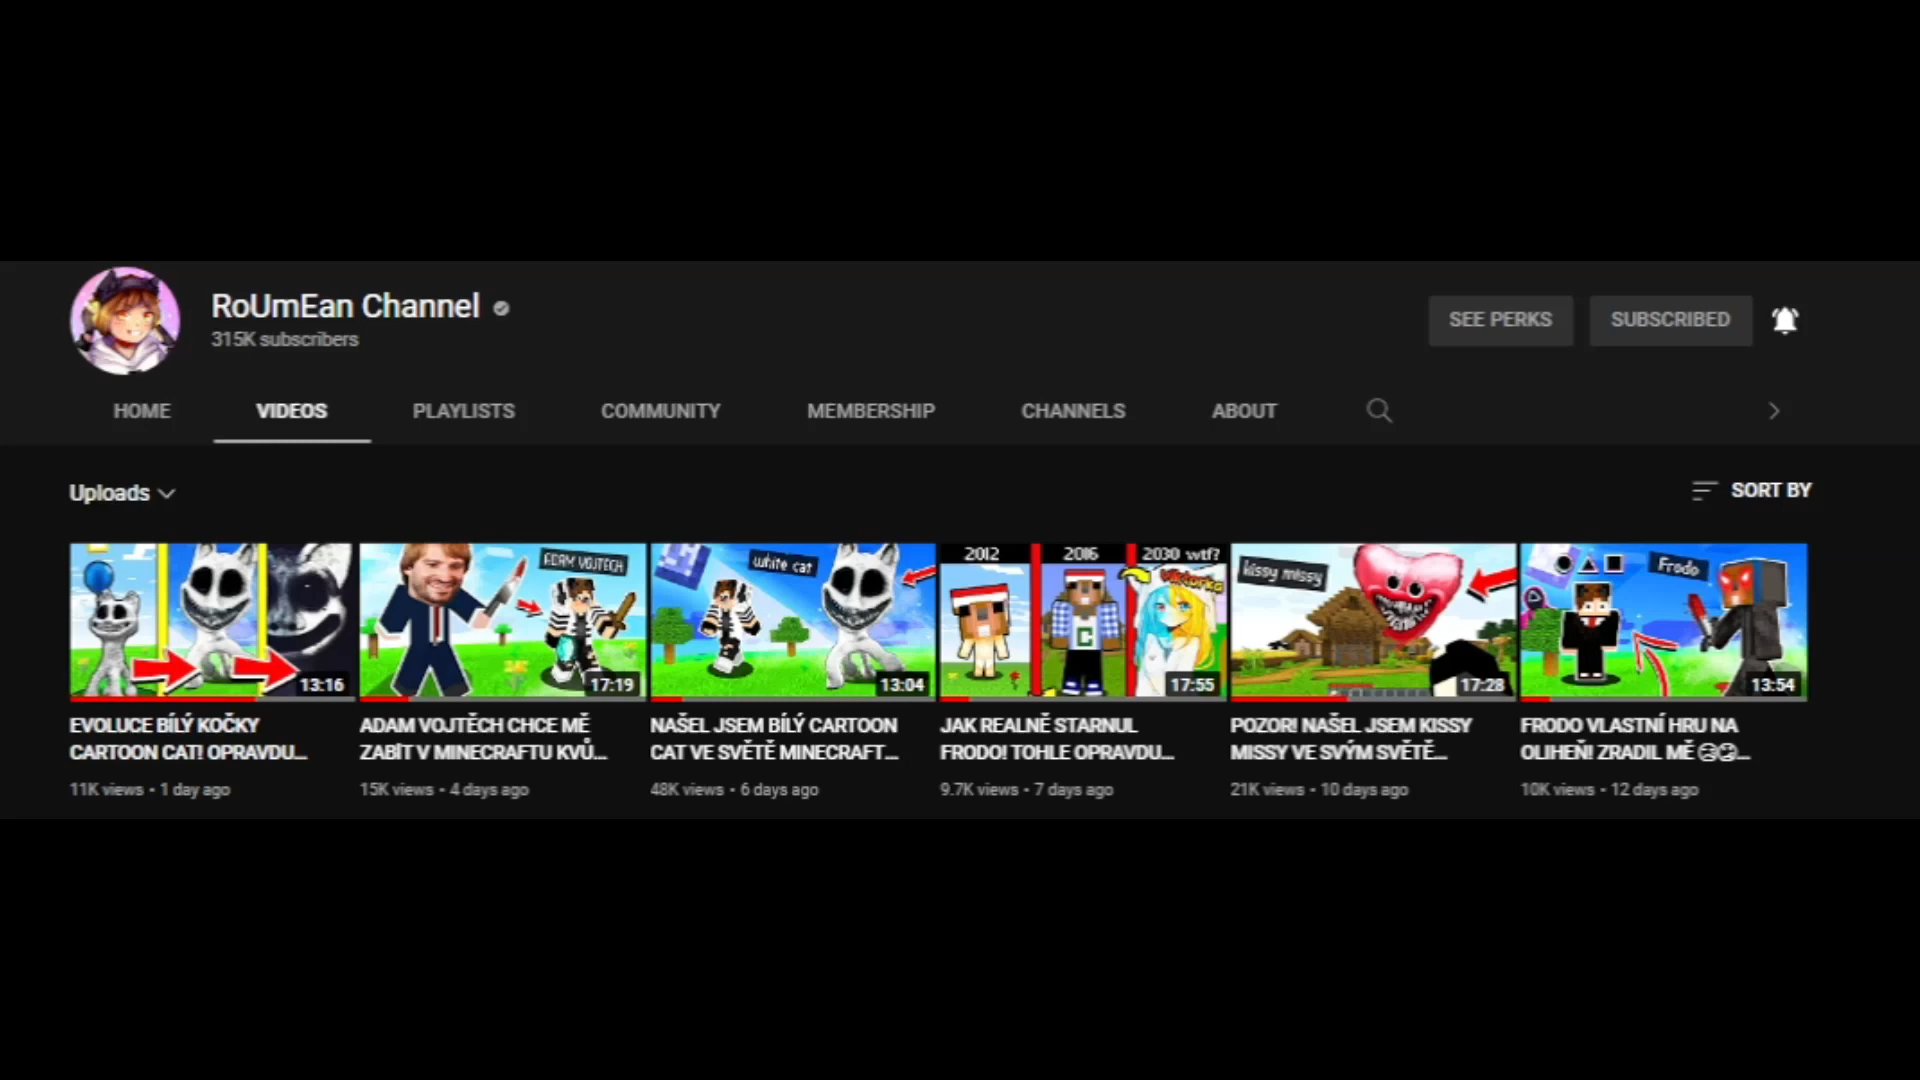 RoUmEan Channel
315K subscribers
SEE PERKS
SUBSCRIBED
HOME
VIDEOS
PLAYLISTS
COMMUNITY
MEMBERSHIP
CHANNELS
ABOUT
Uploads
SORT BY
13:16
ADAM VOJTECH
17:19
white cat
13:04
2012
2016
2030 wtf?
Viktorka
C
17:55
kissy missy
17:28
Frodo
13:54
EVOLUCE BÍLÝ KOČKY
CARTOON CAT! OPRAVDU...
11K views • 1 day ago
ADAM VOJTĚCH CHCE MĚ
ZABÍT V MINECRAFTU KVŮ...
15K views • 4 days ago
NAŠEL JSEM BÍLÝ CARTOON
CAT VE SVĚTĚ MINECRAFT...
48K views • 6 days ago
JAK REALNĚ STARNUL
FRODO! TOHLE OPRAVDU...
9.7K views • 7 days ago
POZOR! NAŠEL JSEM KISSY
MISSY VE SVÝM SVĚTĚ...
21K views • 10 days ago
FRODO VLASTNÍ HRU NA
OLIHEŇ! ZRADIL MĚ...
10K views • 12 days ago